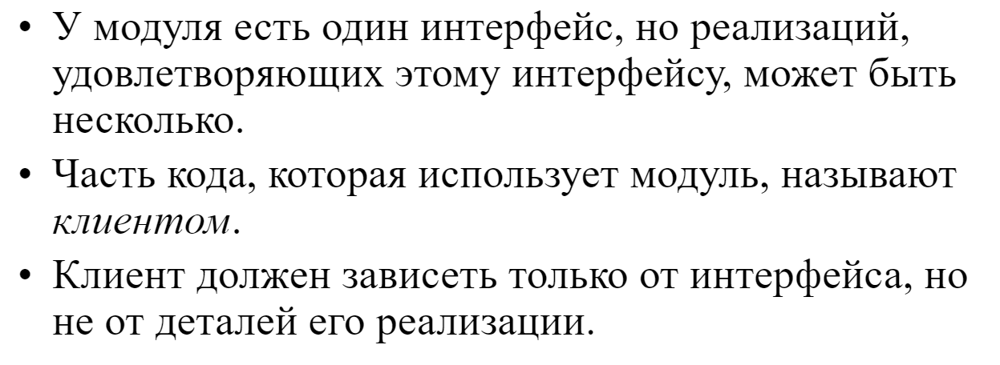 • У модуля есть один интерфейс, но реализаций,
удовлетворяющих этому интерфейсу, может быть
несколько.
• Часть кода, которая использует модуль, называют
клиентом.
• Клиент должен зависеть только от интерфейса, но
не от деталей его реализации.